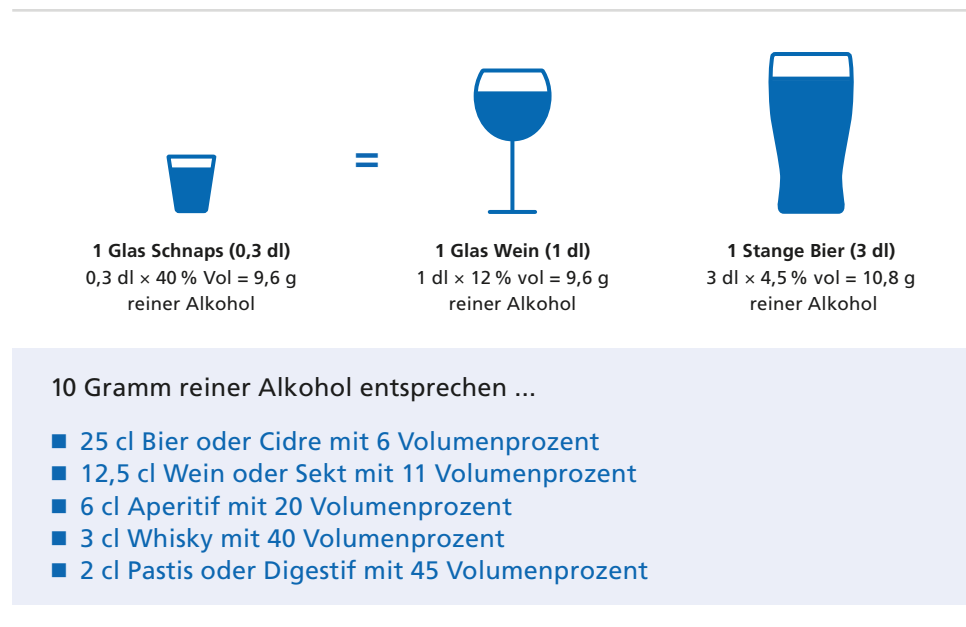 =
1 Glas Schnaps (0,3 dl)
0,3 dl × 40 % Vol = 9,6 g
reiner Alkohol
1 Glas Wein (1 dl)
1 dl × 12 % vol = 9,6 g
reiner Alkohol
1 Stange Bier (3 dl)
3 dl × 4,5 % vol = 10,8 g
reiner Alkohol
10 Gramm reiner Alkohol entsprechen ...
■ 25 cl Bier oder Cidre mit 6 Volumenprozent
■ 12,5 cl Wein oder Sekt mit 11 Volumenprozent
■ 6 cl Aperitif mit 20 Volumenprozent
■ 3 cl Whisky mit 40 Volumenprozent
■ 2 cl Pastis oder Digestif mit 45 Volumenprozent